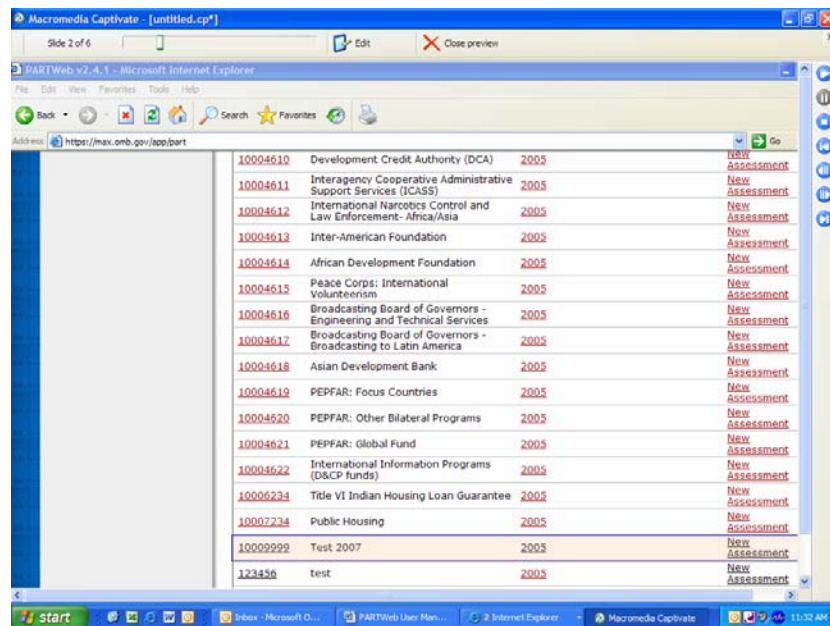 Macromedia Captivate - [untitled.cp*]
Slide 2 of 6 Edit Close preview
PARTWeb v2.4.1 - Microsoft Internet Explorer
File Edit View Favorites Tools Help
Back Search Favorites
Address https://max.omb.gov/app/part Go
10004610 Development Credit Authority (DCA) 2005 New Assessment
10004611 Interagency Cooperative Administrative Support Services (ICASS) 2005 New Assessment
10004612 International Narcotics Control and Law Enforcement- Africa/Asia 2005 New Assessment
10004613 Inter-American Foundation 2005 New Assessment
10004614 African Development Foundation 2005 New Assessment
10004615 Peace Corps: International Volunteerism 2005 New Assessment
10004616 Broadcasting Board of Governors - Engineering and Technical Services 2005 New Assessment
10004617 Broadcasting Board of Governors - Broadcasting to Latin America 2005 New Assessment
10004618 Asian Development Bank 2005 New Assessment
10004619 PEPFAR: Focus Countries 2005 New Assessment
10004620 PEPFAR: Other Bilateral Programs 2005 New Assessment
10004621 PEPFAR: Global Fund 2005 New Assessment
10004622 International Information Programs (D&CP funds) 2005 New Assessment
10006234 Title VI Indian Housing Loan Guarantee 2005 New Assessment
10007234 Public Housing 2005 New Assessment
10009999 Test 2007 2005 New Assessment
123456 test 2005 New Assessment
start Inbox - Microsoft O... PARTWeb User Man... 2 Internet Explorer Macromedia Captivate 11:32 AM